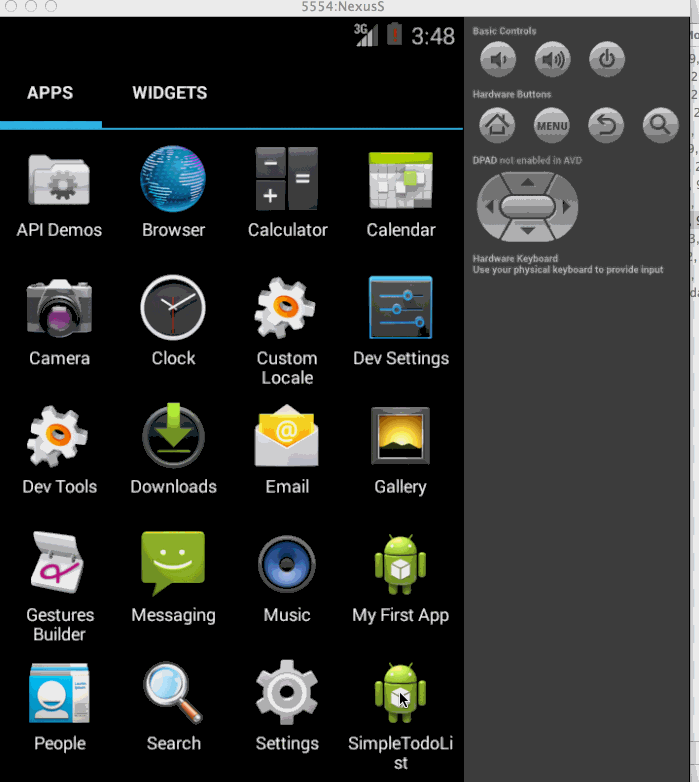 5554:NexusS
3G 3:48
APPS WIDGETS
API Demos Browser Calculator Calendar
Camera Clock Custom Locale Dev Settings
Dev Tools Downloads Email Gallery
Gestures Builder Messaging Music My First App
People Search Settings SimpleTodoLi
st
Basic Controls
Hardware Buttons
MENU
DPAD not enabled in AVD
Hardware Keyboard
Use your physical keyboard to provide input